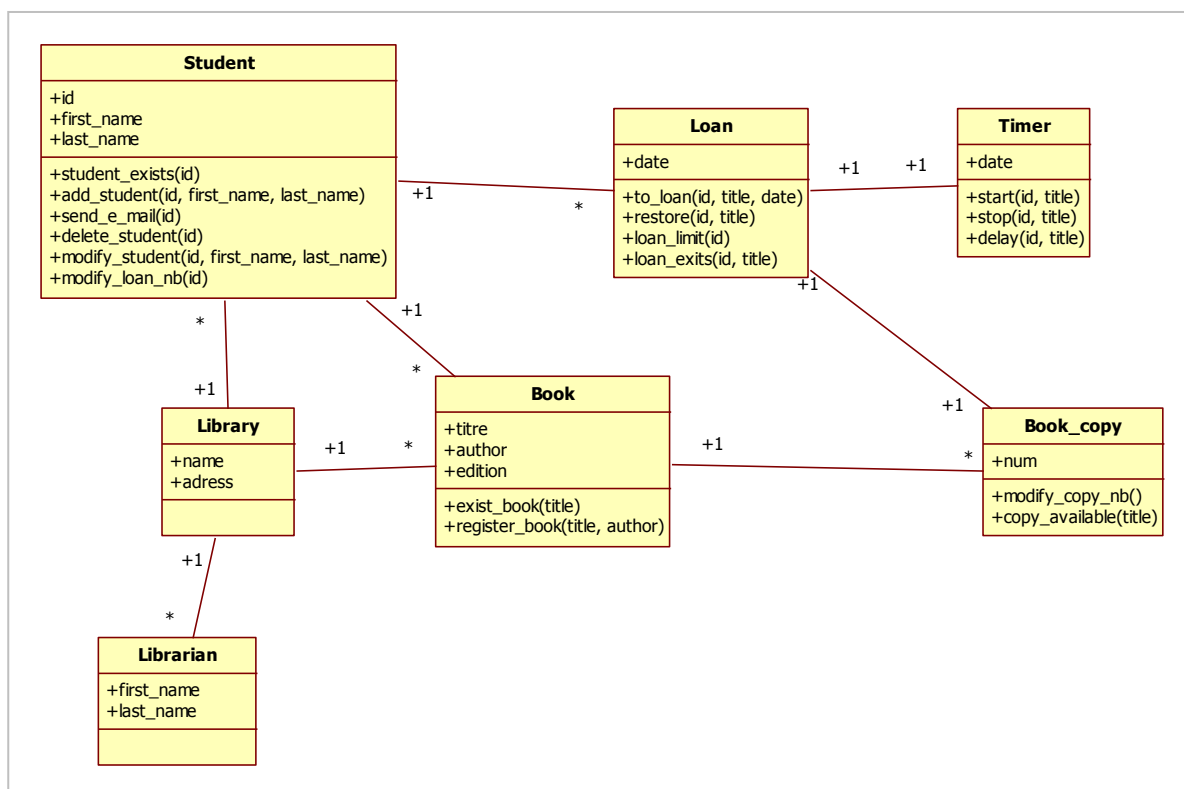 Student
+id
+first_name
+last_name
+student_exists(id)
+add_student(id, first_name, last_name)
+send_e_mail(id)
+delete_student(id)
+modify_student(id, first_name, last_name)
+modify_loan_nb(id)
Loan
+date
+to_loan(id, title, date)
+restore(id, title)
+loan_limit(id)
+loan_exits(id, title)
Timer
+date
+start(id, title)
+stop(id, title)
+delay(id, title)
+1
*
+1
+1
+1
+1
*
+1
+1
*
Library
+name
+adress
+1
*
Book
+titre
+author
+edition
+exist_book(title)
+register_book(title, author)
+1
*
Book_copy
+num
+modify_copy_nb()
+copy_available(title)
+1
*
Librarian
+first_name
+last_name